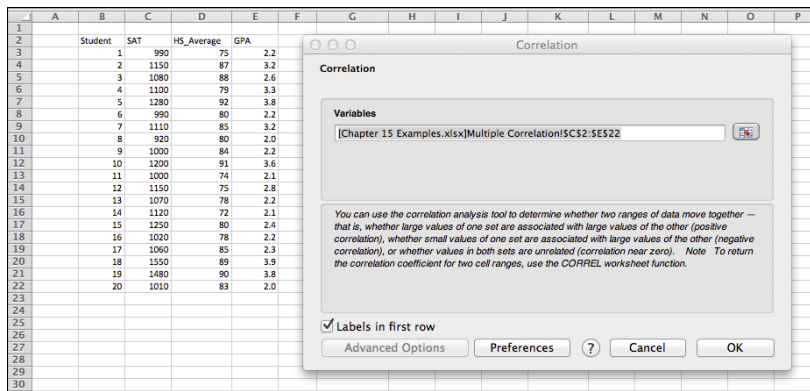 A B C D E F G H I J K L M N O P
1
2 Student SAT HS_Average GPA
3 1 990 75 2.2
4 2 1150 87 3.2
5 3 1080 88 2.6
6 4 1100 79 3.3
7 5 1280 92 3.8
8 6 990 80 2.2
9 7 1110 85 3.2
10 8 920 80 2.0
11 9 1000 84 2.2
12 10 1200 91 3.6
13 11 1000 74 2.1
14 12 1150 75 2.8
15 13 1070 78 2.2
16 14 1120 72 2.1
17 15 1250 80 2.4
18 16 1020 78 2.2
19 17 1060 85 2.3
20 18 1550 89 3.9
21 19 1480 90 3.8
22 20 1010 83 2.0
23
24
25
26
27
28
29
30
Correlation
Correlation
Variables
[Chapter 15 Examples.xlsx]Multiple Correlation!$C$2:$E$22
You can use the correlation analysis tool to determine whether two ranges of data move together —
that is, whether large values of one set are associated with large values of the other (positive
correlation), whether small values of one set are associated with large values of the other (negative
correlation), or whether values in both sets are unrelated (correlation near zero). Note To return
the correlation coefficient for two cell ranges, use the CORREL worksheet function.
Labels in first row
Advanced Options Preferences ? Cancel OK